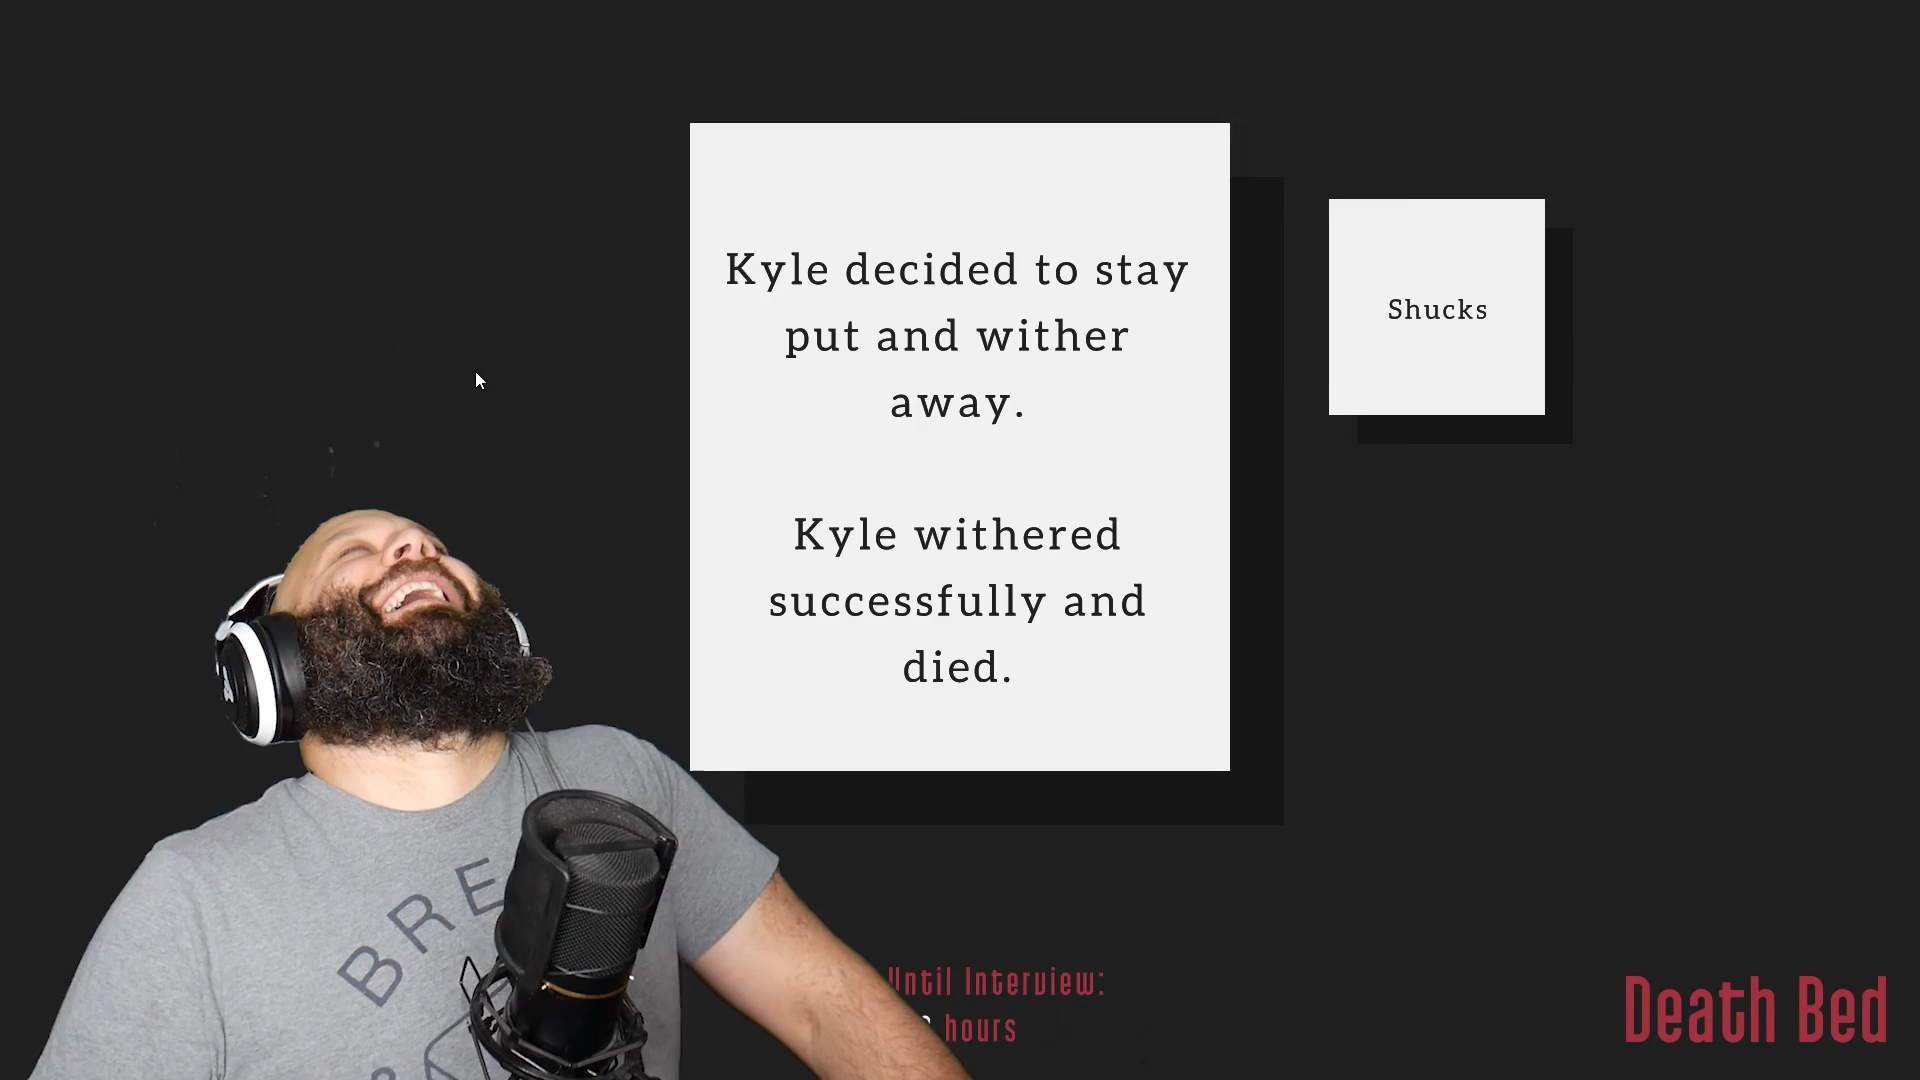 Kyle decided to stay
put and wither
away.
Kyle withered
successfully and
died.
Shucks
BRE
Until Interview:
hours
Death Bed